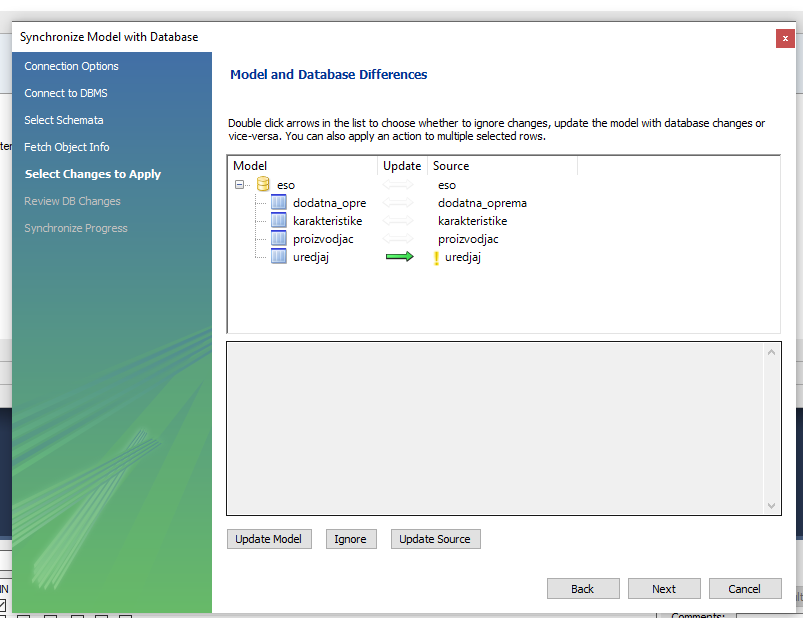 Synchronize Model with Database
x
Connection Options
Connect to DBMS
Select Schemata
Fetch Object Info
Select Changes to Apply
Review DB Changes
Synchronize Progress
Model and Database Differences
Double click arrows in the list to choose whether to ignore changes, update the model with database changes or
vice-versa. You can also apply an action to multiple selected rows.
Model Update Source
eso eso
dodatna_opre dodatna_oprema
karakteristike karakteristike
proizvodjac proizvodjac
uredjaj ! uredjaj
Update Model Ignore Update Source
Back Next Cancel
Comments: